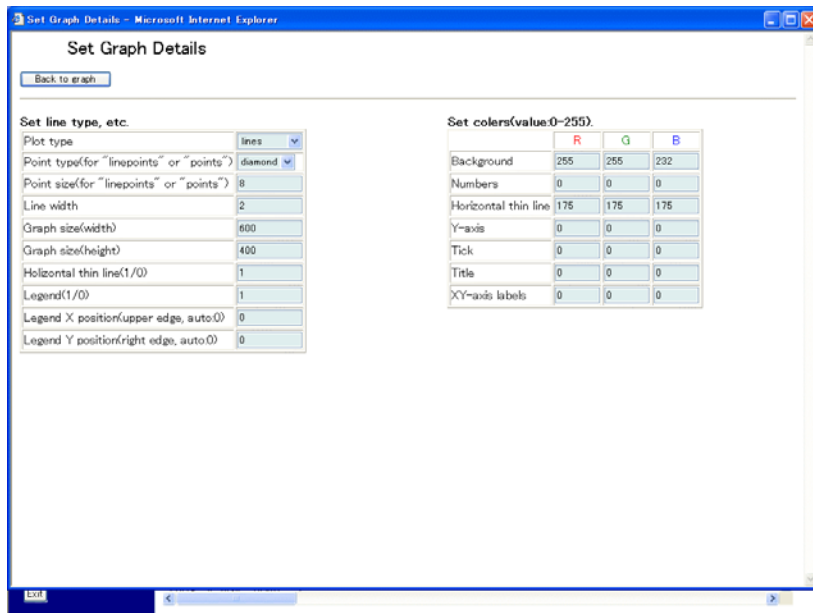 Set Graph Details - Microsoft Internet Explorer
Set Graph Details
Back to graph
Set line type, etc.
Plot type lines
Point type(for "linepoints" or "points") diamond
Point size(for "linepoints" or "points") 8
Line width 2
Graph size(width) 600
Graph size(height) 400
Holizontal thin line(1/0) 1
Legend(1/0) 1
Legend X position(upper edge, auto:0) 0
Legend Y position(right edge, auto:0) 0
Set colers(value:0-255).
R G B
Background 255 255 232
Numbers 0 0 0
Horizontal thin line 175 175 175
Y-axis 0 0 0
Tick 0 0 0
Title 0 0 0
XY-axis labels 0 0 0
Exit